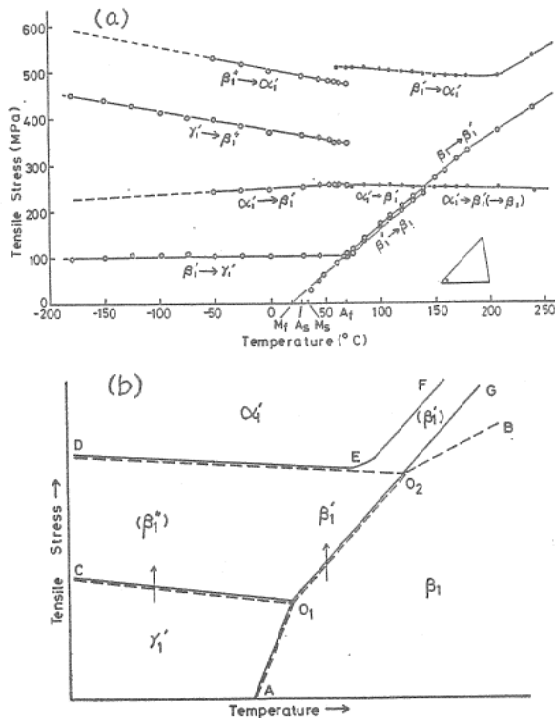 (a)
600
500
400
300
200
100
0
Tensile Stress (MPa)
β₁″→α₁′
β₁′→α₁′
γ₁′→β₁″
β₁→β₁′
α₁′→β₁′
α₁′→β₁′
α₁′→β₁′(→β₁)
β₁′→β₁
β₁′→γ₁′
-200 -150 -100 -50 0 50 100 150 200 250
Mf As Ms Af
Temperature (°C)
(b)
α₁′
F
G
(β₁′)
B
D
E
O₂
(β₁″)
β₁′
Tensile Stress →
C
O₁
β₁
γ₁′
A
Temperature →